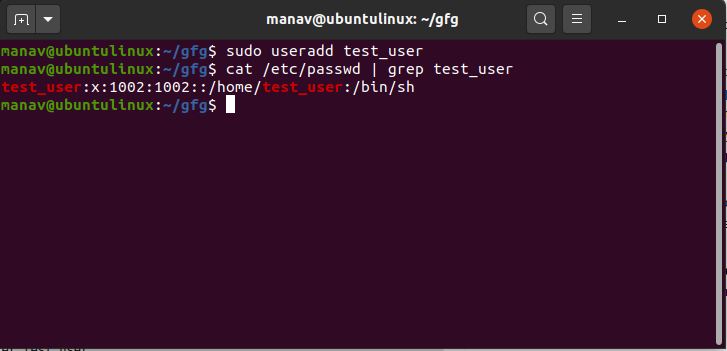 manav@ubuntulinux: ~/gfg
manav@ubuntulinux:~/gfg$ sudo useradd test_user
manav@ubuntulinux:~/gfg$ cat /etc/passwd | grep test_user
test_user:x:1002:1002::/home/test_user:/bin/sh
manav@ubuntulinux:~/gfg$